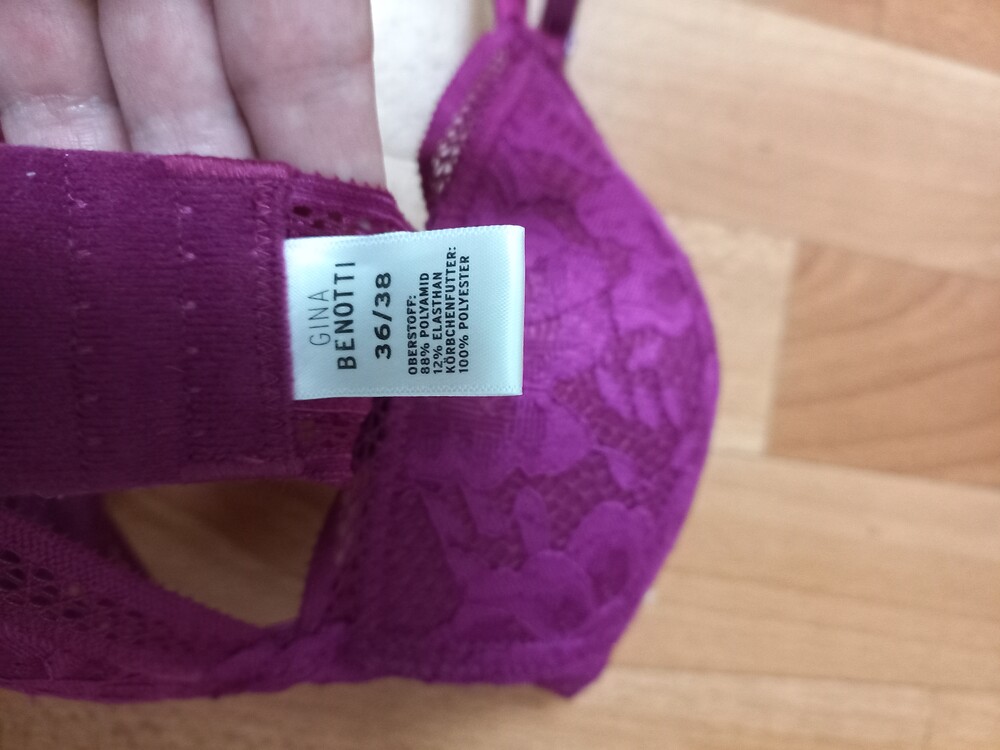 GINA
BENOTTI
36/38
OBERSTOFF:
88% POLYAMID
12% ELASTHAN
KÖRBCHENFUTTER:
100% POLYESTER